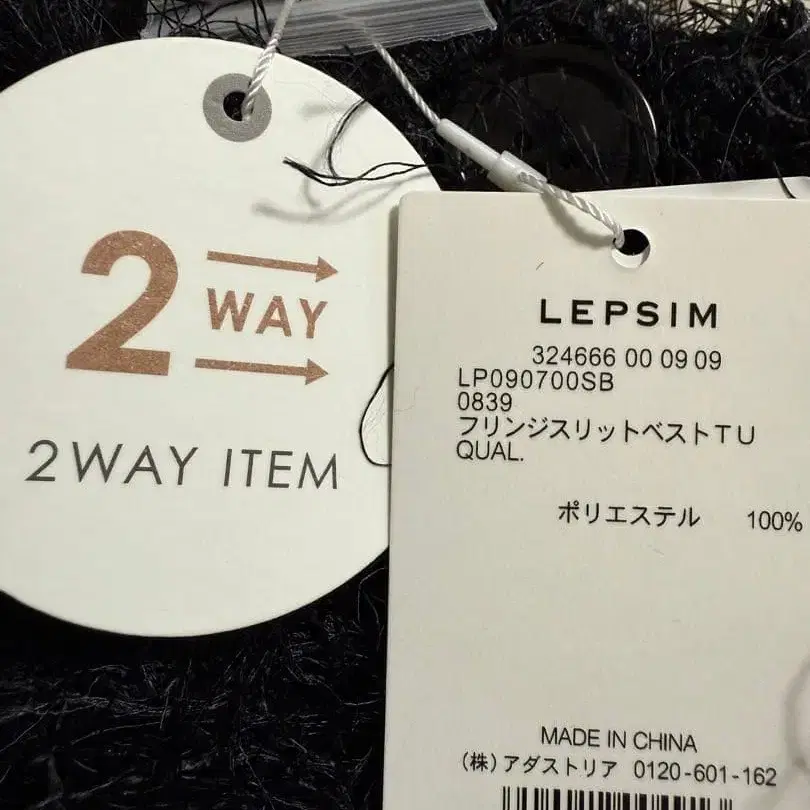 2 WAY
2WAY ITEM
LEPSIM
324666 00 09 09
LP090700SB
0839
フリンジスリットベストTU
QUAL.
ポリエステル 100%
MADE IN CHINA
(株)アダストリア 0120-601-162